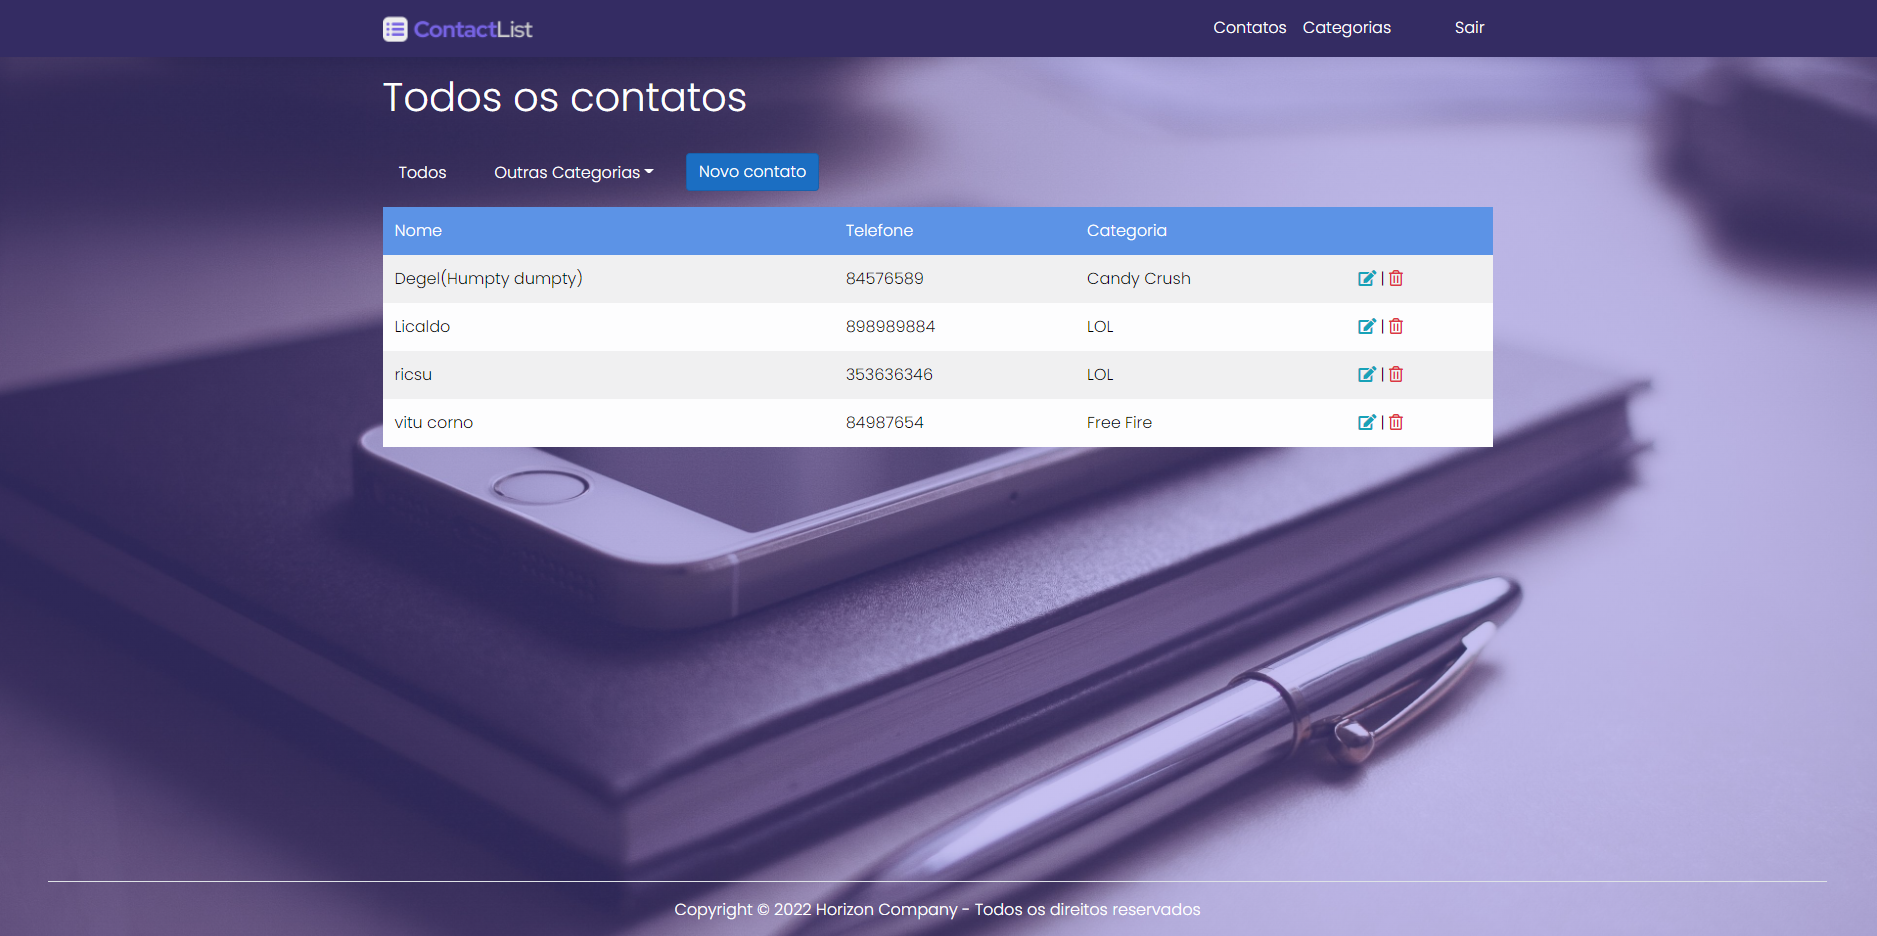 ContactList
Contatos Categorias Sair
Todos os contatos
Todos Outras Categorias Novo contato
Nome Telefone Categoria
Degel(Humpty dumpty) 84576589 Candy Crush |
Licaldo 898989884 LOL |
ricsu 353636346 LOL |
vitu corno 84987654 Free Fire |
Copyright © 2022 Horizon Company - Todos os direitos reservados